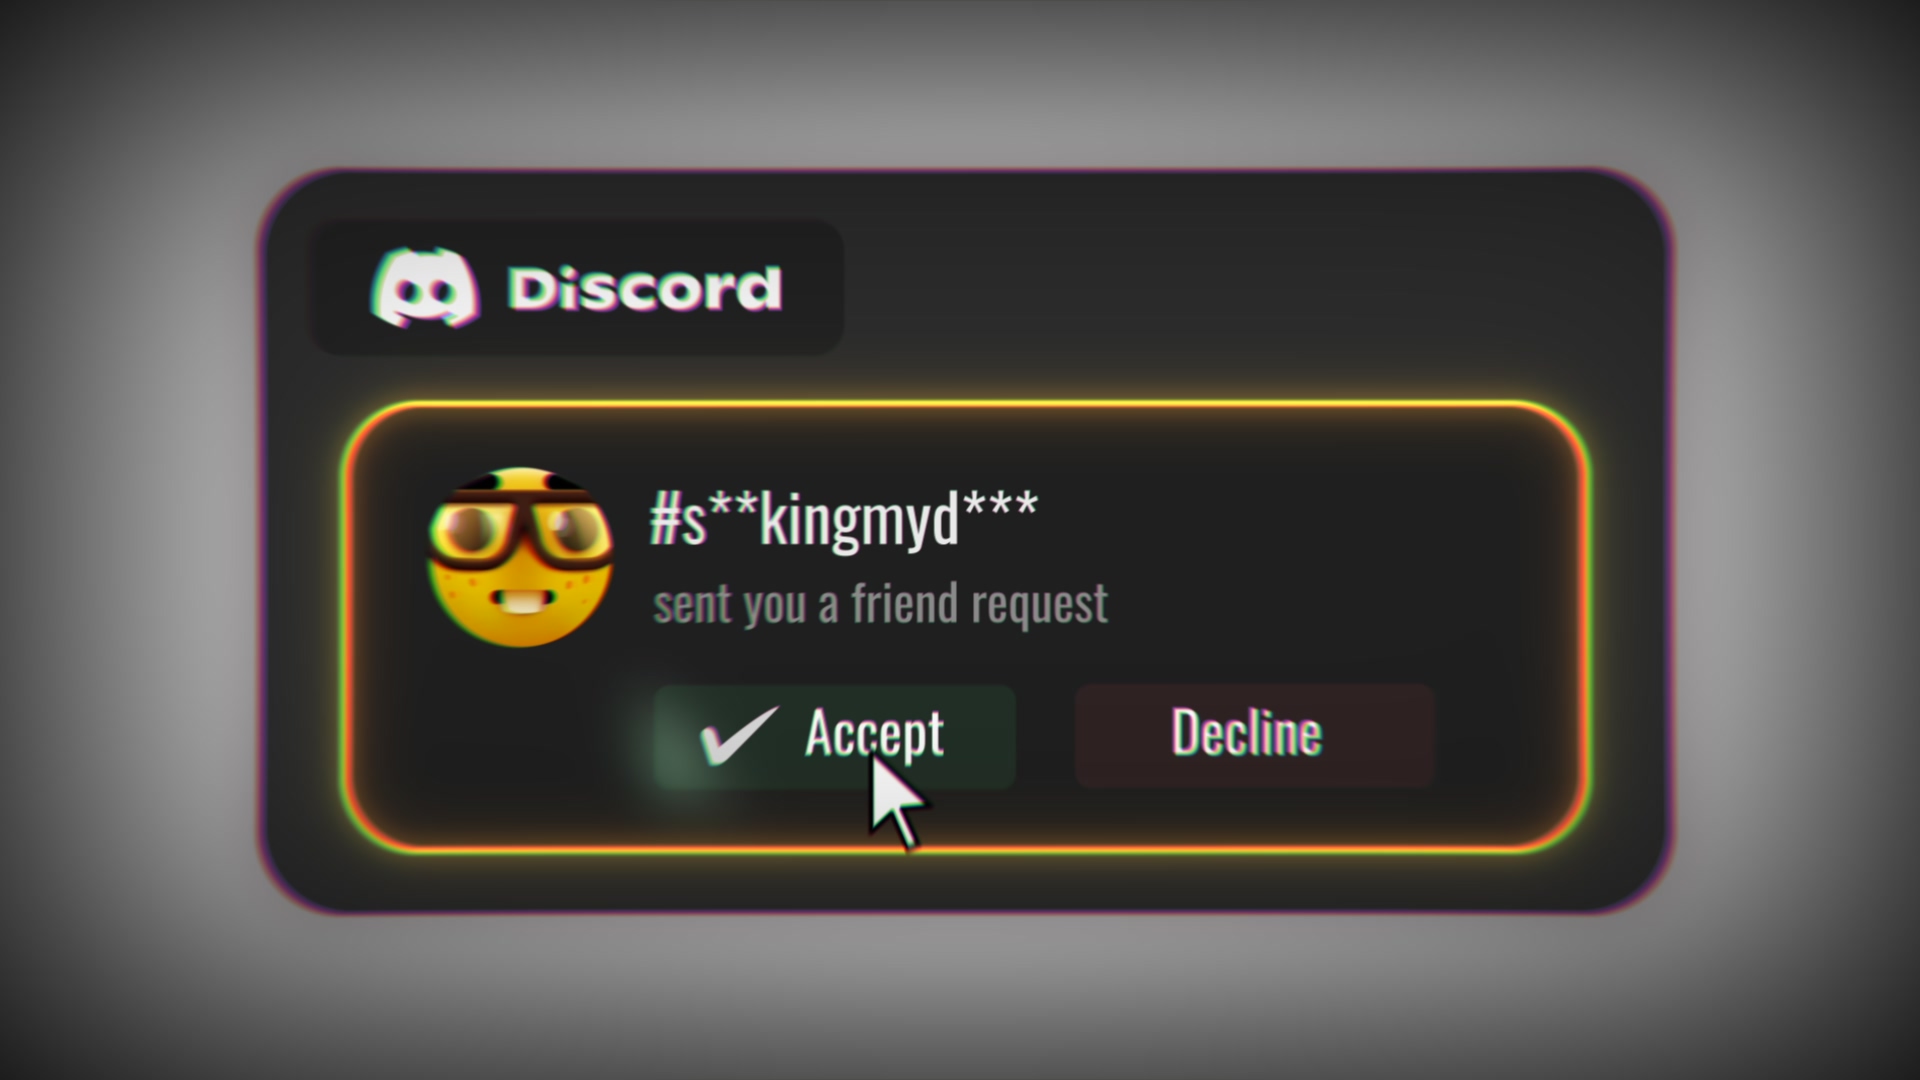 Discord
#s**kingmyd***
sent you a friend request
Accept
Decline